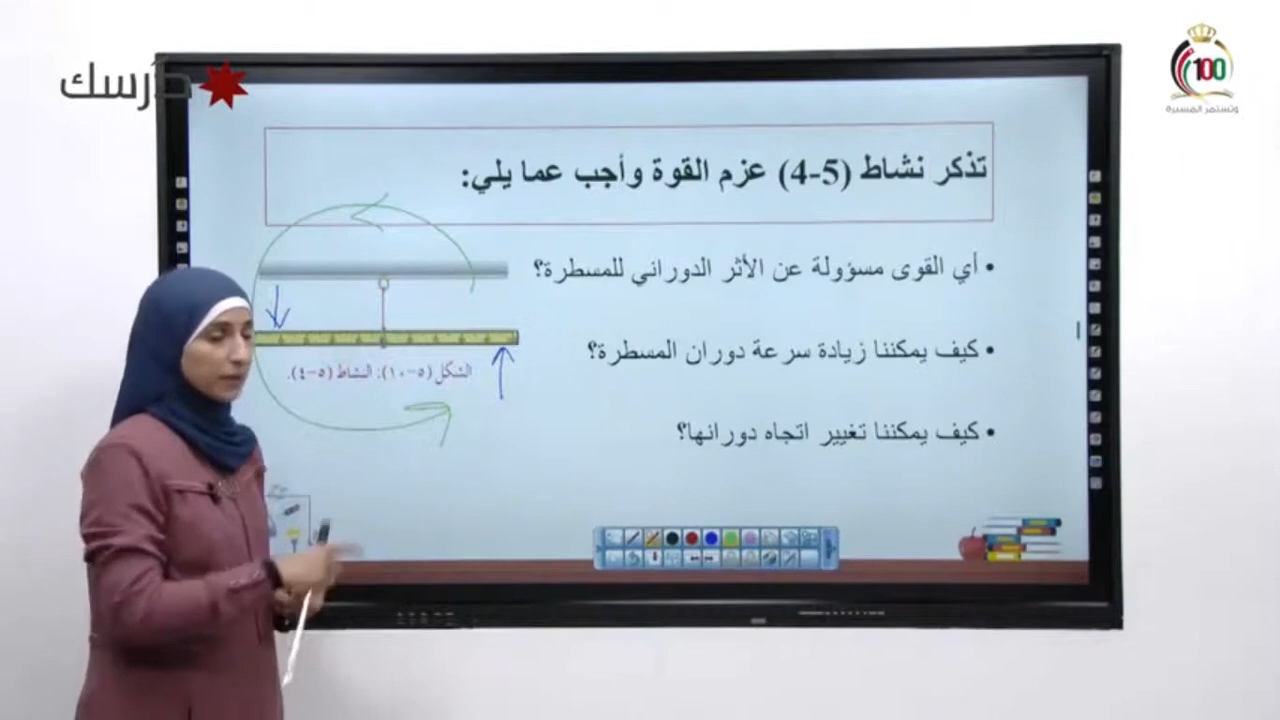 درسك
100
وتستمر المسيرة
تذكر نشاط (5-4) عزم القوة وأجب عما يلي:
• أي القوى مسؤولة عن الأثر الدوراني للمسطرة؟
• كيف يمكننا زيادة سرعة دوران المسطرة؟
الشكل (٥-١٠): النشاط (٥-٤).
• كيف يمكننا تغيير اتجاه دورانها؟